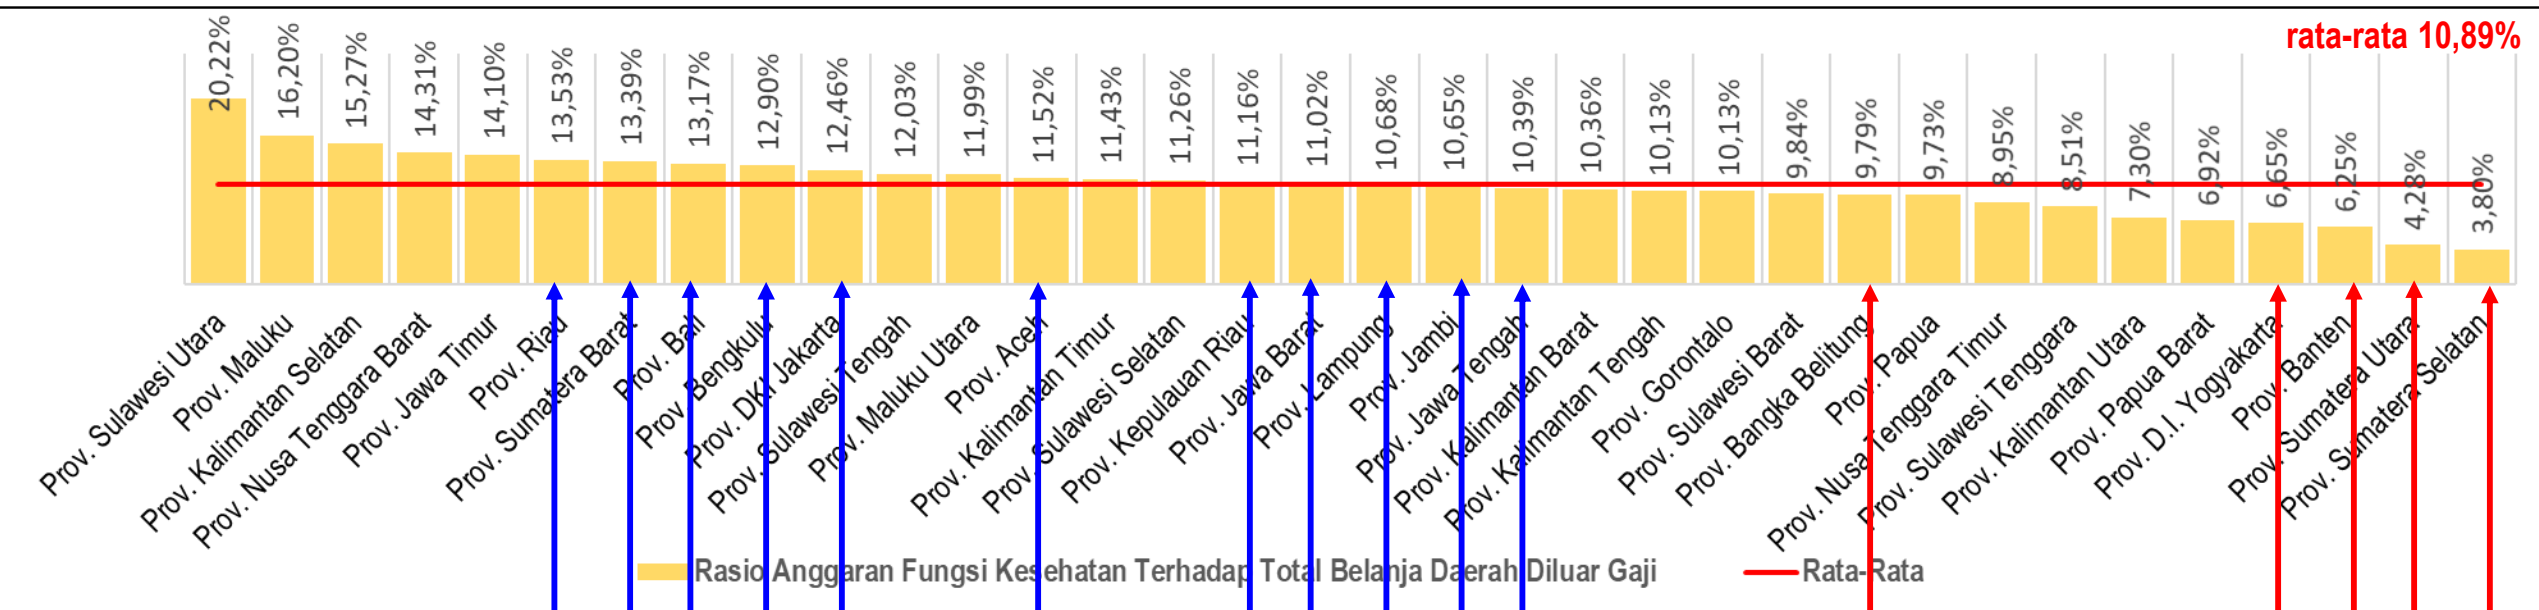 rata-rata 10,89%
20,22%
16,20%
15,27%
14,31%
14,10%
13,53%
13,39%
13,17%
12,90%
12,46%
12,03%
11,99%
11,52%
11,43%
11,26%
11,16%
11,02%
10,68%
10,65%
10,39%
10,36%
10,13%
10,13%
9,84%
9,79%
9,73%
8,95%
8,51%
7,30%
6,92%
6,65%
6,25%
4,28%
3,80%
Prov. Sulawesi Utara
Prov. Maluku
Prov. Kalimantan Selatan
Prov. Nusa Tenggara Barat
Prov. Jawa Timur
Prov. Riau
Prov. Sumatera Barat
Prov. Bali
Prov. Bengkulu
Prov. DKI Jakarta
Prov. Sulawesi Tengah
Prov. Maluku Utara
Prov. Aceh
Prov. Kalimantan Timur
Prov. Sulawesi Selatan
Prov. Kepulauan Riau
Prov. Jawa Barat
Prov. Lampung
Prov. Jambi
Prov. Jawa Tengah
Prov. Kalimantan Barat
Prov. Kalimantan Tengah
Prov. Gorontalo
Prov. Sulawesi Barat
Prov. Bangka Belitung
Prov. Papua
Prov. Nusa Tenggara Timur
Prov. Sulawesi Tenggara
Prov. Kalimantan Utara
Prov. Papua Barat
Prov. D.I. Yogyakarta
Prov. Banten
Prov. Sumatera Utara
Prov. Sumatera Selatan
Rasio Anggaran Fungsi Kesehatan Terhadap Total Belanja Daerah Diluar Gaji
Rata-Rata